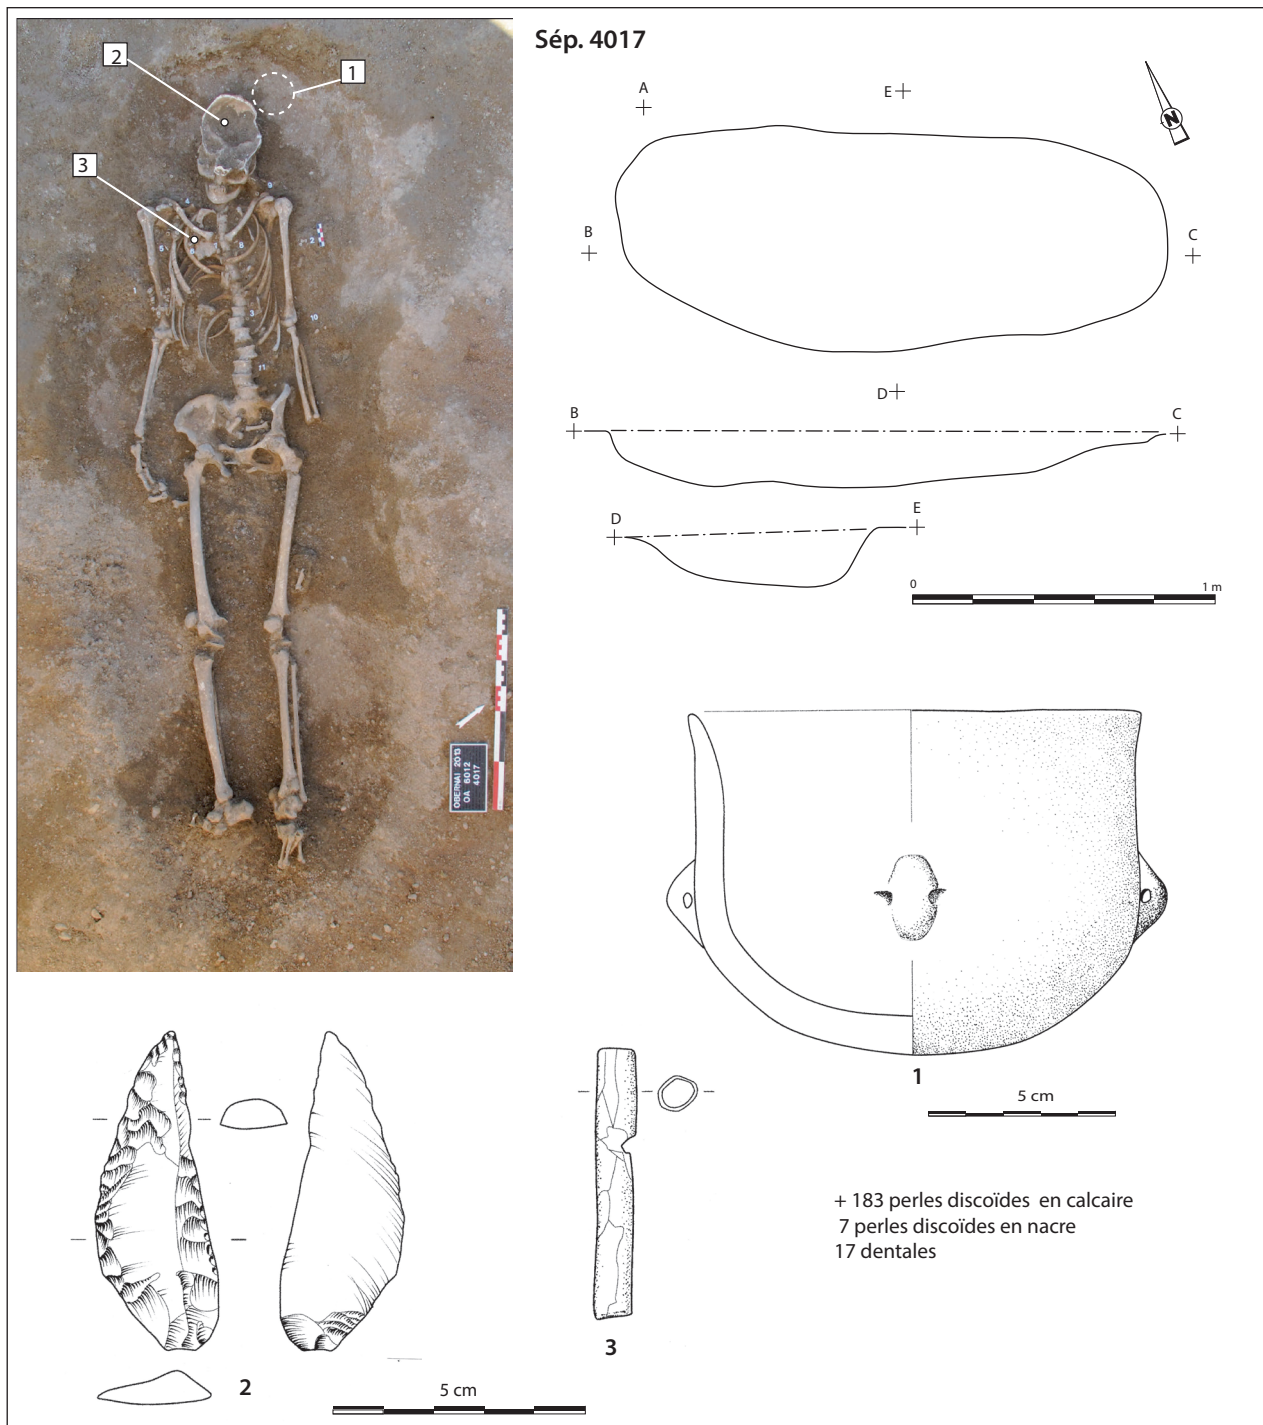 Sép. 4017
2
1
3
A
E
N
B
C
D
B
C
D
E
0
1 m
OBERNAI 2013
OA 6012
4017
1
5 cm
+ 183 perles discoïdes en calcaire
7 perles discoïdes en nacre
17 dentales
2
3
5 cm